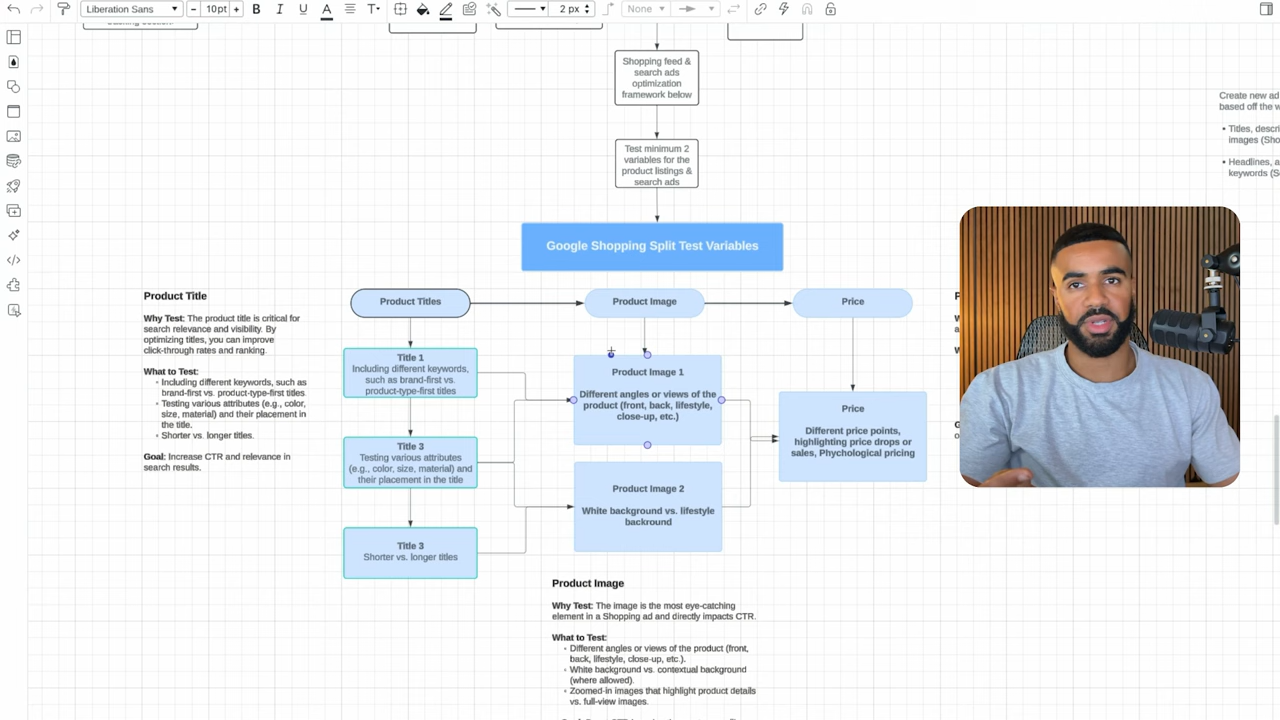 Liberation Sans
−
10pt
+
B
I
U
A
T
2 px
None
Shopping feed &
search ads
optimization
framework below
Test minimum 2
variables for the
product listings &
search ads
Google Shopping Split Test Variables
Create new ad
based off the w
• Titles, descri
images (Sho
• Headlines, a
keywords (S
Product Title
Why Test: The product title is critical for
search relevance and visibility. By
optimizing titles, you can improve
click-through rates and ranking.
What to Test:
• Including different keywords, such as
brand-first vs. product-type-first titles
• Testing various attributes (e.g., color,
size, material) and their placement in
the title.
• Shorter vs. longer titles.
Goal: Increase CTR and relevance in
search results.
Product Titles
Product Image
Price
Title 1
Including different keywords,
such as brand-first vs.
product-type-first titles
Title 3
Testing various attributes
(e.g., color, size, material) and
their placement in the title
Title 3
Shorter vs. longer titles
Product Image 1
Different angles or views of the
product (front, back, lifestyle,
close-up, etc.)
Product Image 2
White background vs. lifestyle
backround
Price
Different price points,
highlighting price drops or
sales, Phychological pricing
Product Image
Why Test: The image is the most eye-catching
element in a Shopping ad and directly impacts CTR.
What to Test:
• Different angles or views of the product (front,
back, lifestyle, close-up, etc.).
• White background vs. contextual background
(where allowed).
• Zoomed-in images that highlight product details
vs. full-view images.